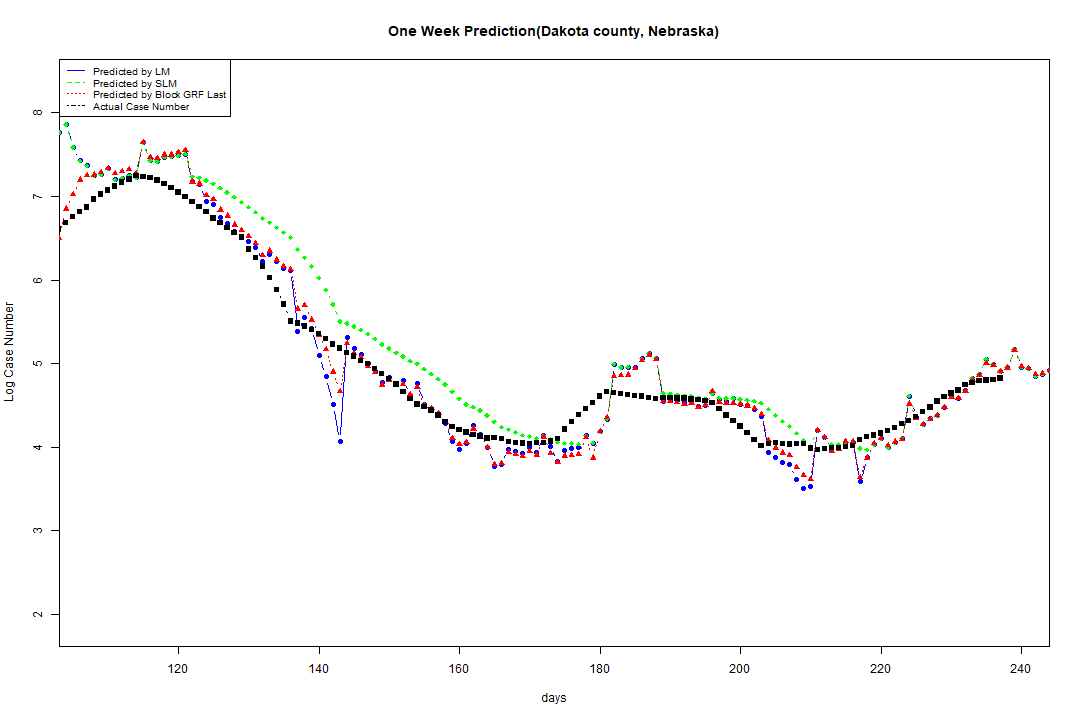 One Week Prediction(Dakota county, Nebraska)
Predicted by LM
Predicted by SLM
Predicted by Block GRF Last
Actual Case Number
8
7
6
5
4
3
2
Log Case Number
120 140 160 180 200 220 240
days